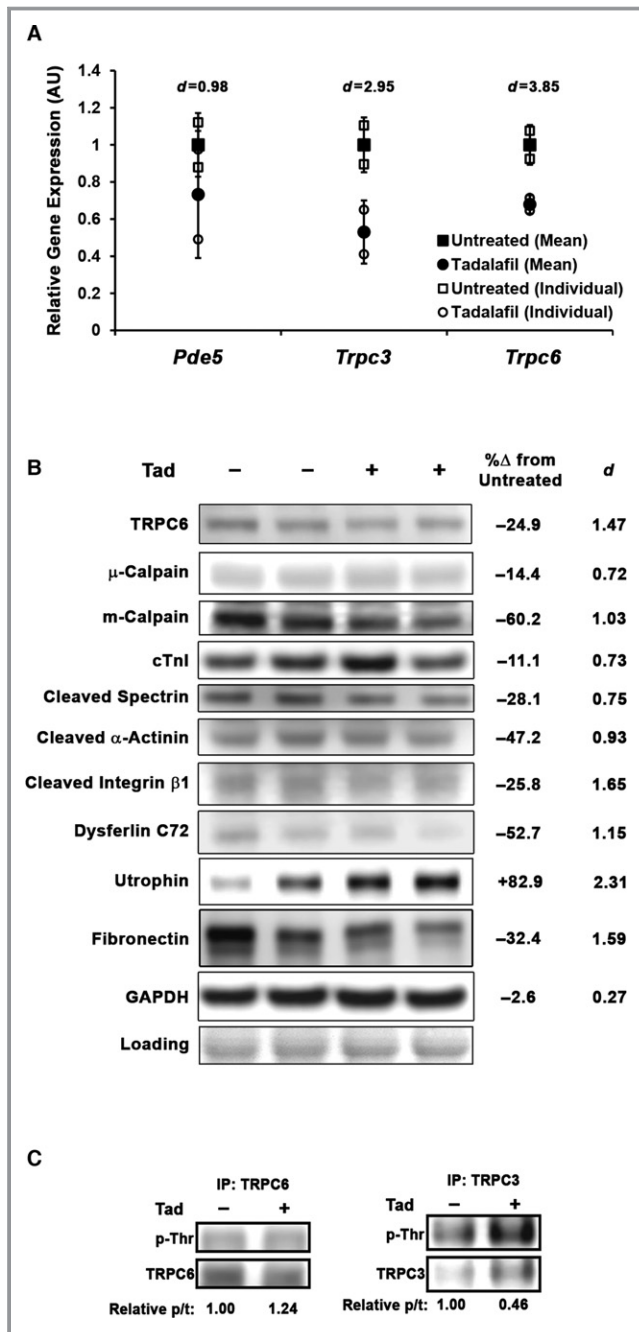 A
Relative Gene Expression (AU)
1.4
1.2
1
0.8
0.6
0.4
0.2
0
d=0.98
d=2.95
d=3.85
■Untreated (Mean)
●Tadalafil (Mean)
□Untreated (Individual)
○Tadalafil (Individual)
Pde5
Trpc3
Trpc6
B
Tad – – + + %Δ from Untreated d
TRPC6 –24.9 1.47
μ-Calpain –14.4 0.72
m-Calpain –60.2 1.03
cTnI –11.1 0.73
Cleaved Spectrin –28.1 0.75
Cleaved α-Actinin –47.2 0.93
Cleaved Integrin β1 –25.8 1.65
Dysferlin C72 –52.7 1.15
Utrophin +82.9 2.31
Fibronectin –32.4 1.59
GAPDH –2.6 0.27
Loading
C
IP: TRPC6
Tad – +
p-Thr
TRPC6
Relative p/t: 1.00 1.24
IP: TRPC3
Tad – +
p-Thr
TRPC3
Relative p/t: 1.00 0.46